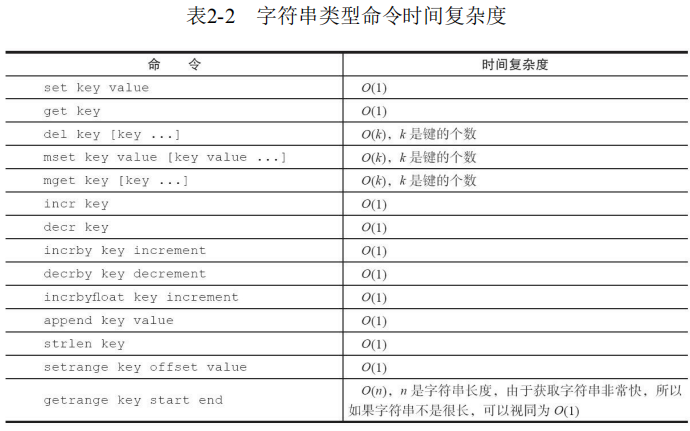 表2-2 字符串类型命令时间复杂度
命 令 时间复杂度
set key value O(1)
get key O(1)
del key [key ...] O(k)，k 是键的个数
mset key value [key value ...] O(k)，k 是键的个数
mget key [key ...] O(k)，k 是键的个数
incr key O(1)
decr key O(1)
incrby key increment O(1)
decrby key decrement O(1)
incrbyfloat key increment O(1)
append key value O(1)
strlen key O(1)
setrange key offset value O(1)
getrange key start end O(n)，n 是字符串长度，由于获取字符串非常快，所以
如果字符串不是很长，可以视同为 O(1)